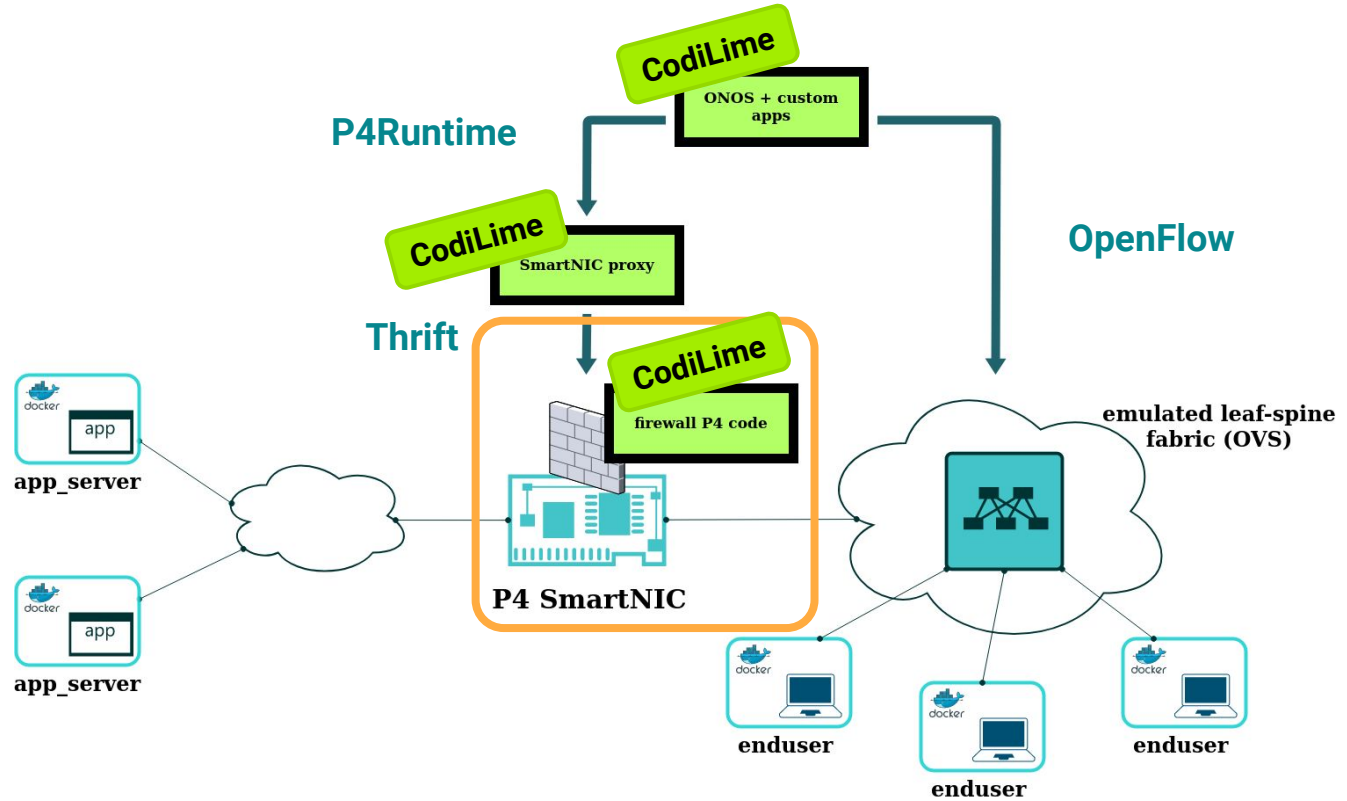 CodiLime
ONOS + custom
apps
P4Runtime
CodiLime
SmartNIC proxy
OpenFlow
Thrift
CodiLime
firewall P4 code
docker
app
app_server
emulated leaf-spine
fabric (OVS)
P4 SmartNIC
docker
app
app_server
docker
enduser
docker
enduser
docker
enduser